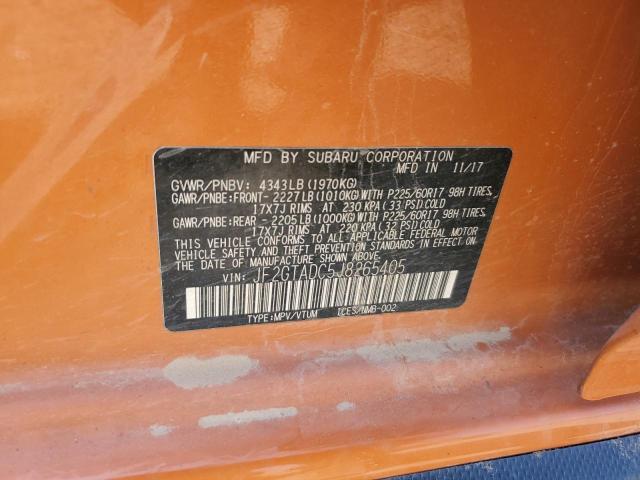 MFD BY SUBARU CORPORATION
MFD IN 11/17
GVWR/PNBV: 4343LB (1970KG)
GAWR/PNBE:FRONT- 2227LB (1010KG) WITH P225/60R17 98H TIRES,
17X7J RIMS AT 230 KPA (33 PSI) COLD
GAWR/PNBE:REAR - 2205LB (1000KG) WITH P225/60R17 98H TIRES,
17X7J RIMS AT 220 KPA (32 PSI) COLD
THIS VEHICLE CONFORMS TO ALL APPLICABLE FEDERAL MOTOR
VEHICLE SAFETY, BUMPER, AND THEFT PREVENTION
STANDARDS IN EFFECT ON THE DATE OF
MANUFACTURE SHOWN ABOVE.
VIN: JF2GTADC5J8265405
TYPE:MPV/VTUM ICES/NMB-002